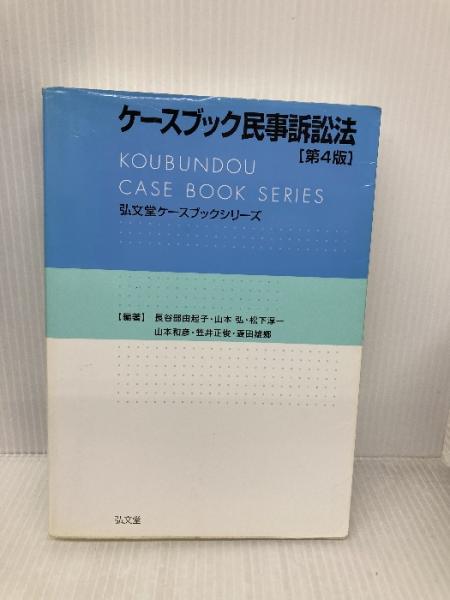 ケースブック民事訴訟法
[第4版]
KOUBUNDOU
CASE BOOK SERIES
弘文堂ケースブックシリーズ
【編著】 長谷部由起子・山本 弘・松下淳一
山本和彦・笠井正俊・菱田雄郷
弘文堂